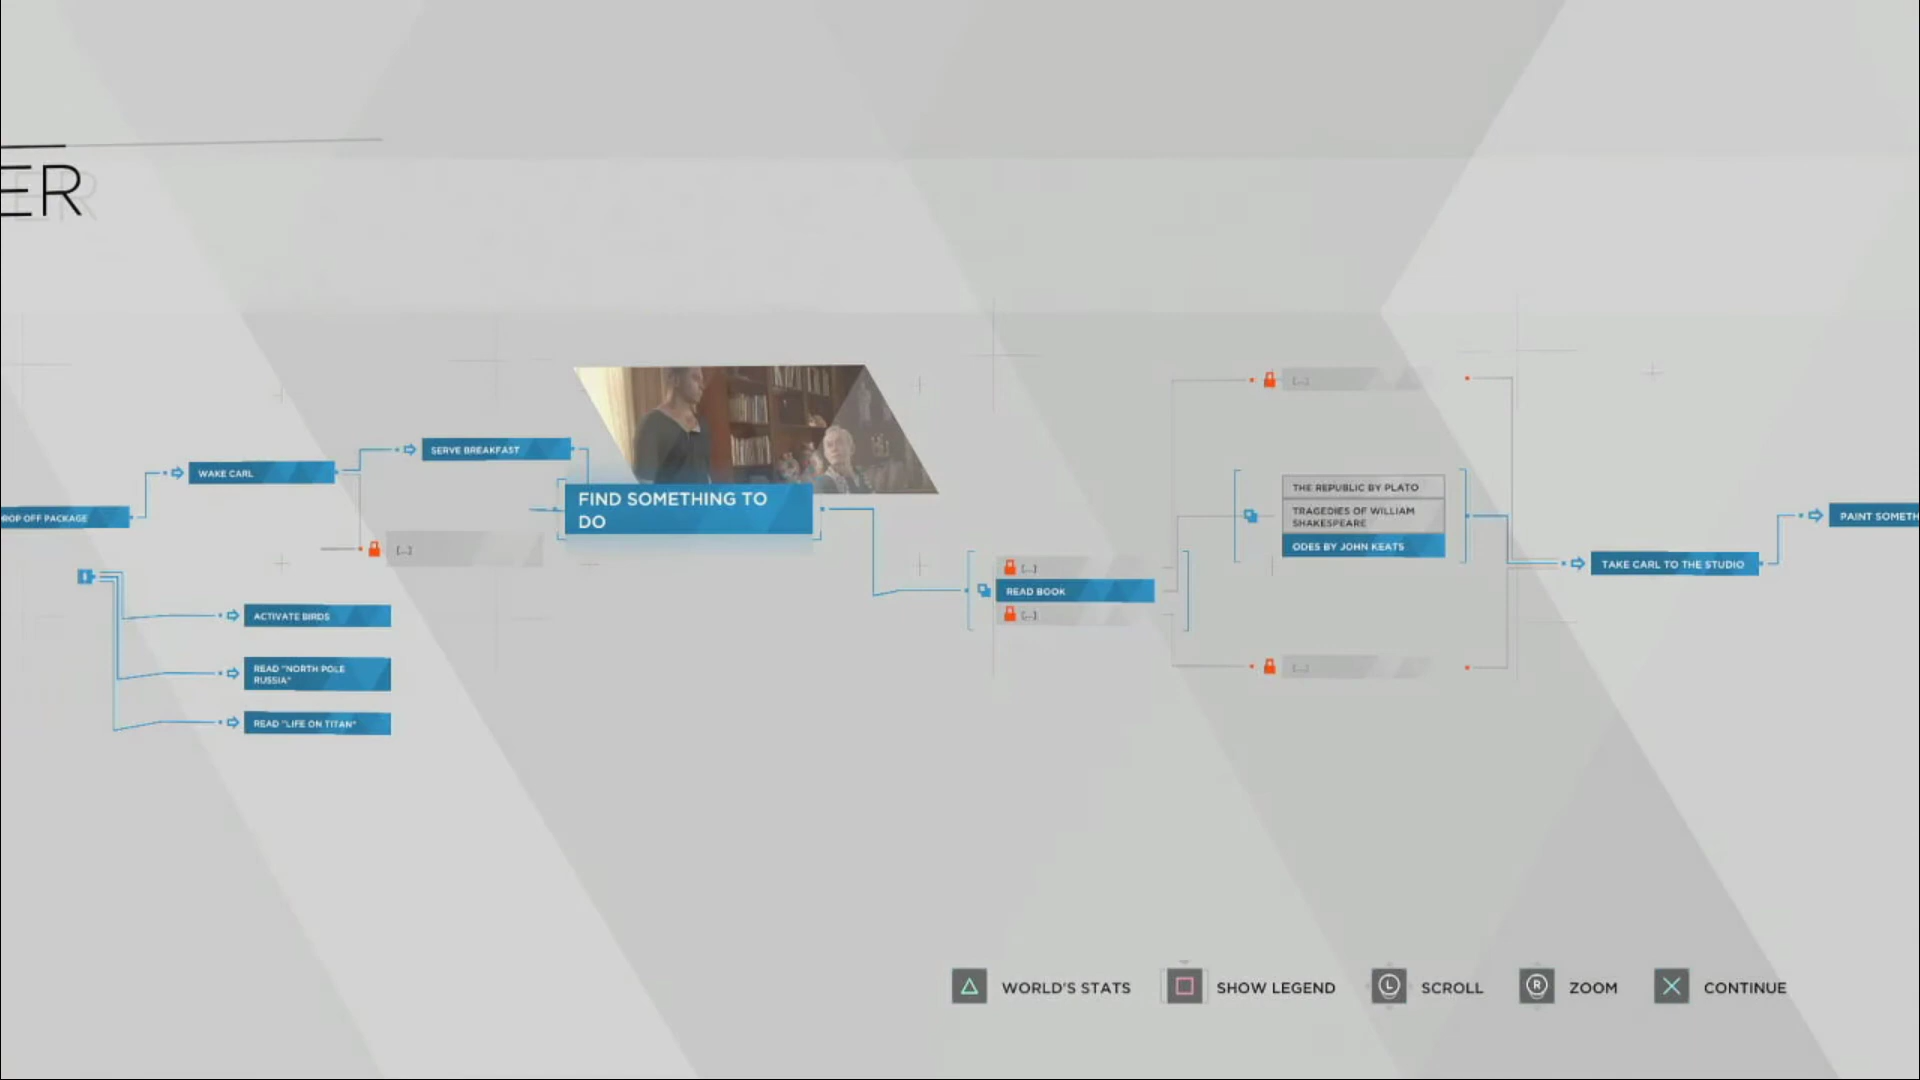 ER
SERVE BREAKFAST
WAKE CARL
FIND SOMETHING TO
DO
ROP OFF PACKAGE
[...]
ACTIVATE BIRDS
READ "NORTH POLE
RUSSIA"
READ "LIFE ON TITAN"
[...]
READ BOOK
[...]
[...]
THE REPUBLIC BY PLATO
TRAGEDIES OF WILLIAM
SHAKESPEARE
ODES BY JOHN KEATS
[...]
TAKE CARL TO THE STUDIO
PAINT SOMETH
WORLD'S STATS
SHOW LEGEND
L
SCROLL
R
ZOOM
CONTINUE